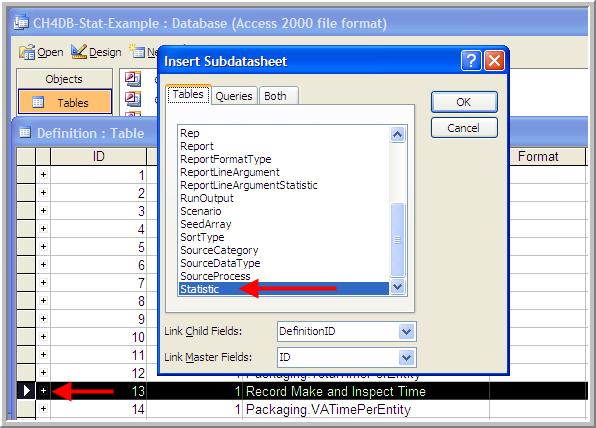 CH4DB-Stat-Example : Database (Access 2000 file format)
Open Design
Objects
Tables
Insert Subdatasheet
Tables Queries Both
Rep
Report
ReportFormatType
ReportLineArgument
ReportLineArgumentStatistic
RunOutput
Scenario
SeedArray
SortType
SourceCategory
SourceDataType
SourceProcess
Statistic
OK
Cancel
Link Child Fields: DefinitionID
Link Master Fields: ID
Definition : Table
ID Format
1
2
3
4
5
6
7
8
9
10
11
12
13 1 Record Make and Inspect Time
14 1 Packaging.VATimePerEntity